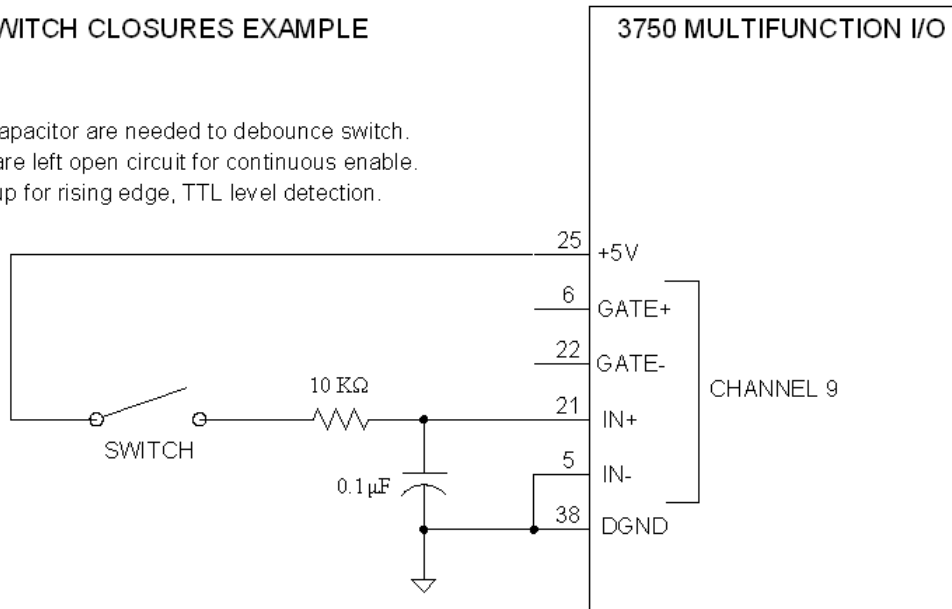 WITCH CLOSURES EXAMPLE
3750 MULTIFUNCTION I/O
apacitor are needed to debounce switch.
are left open circuit for continuous enable.
up for rising edge, TTL level detection.
25 +5V
6 GATE+
22 GATE-
CHANNEL 9
10 KΩ
21 IN+
SWITCH
5 IN-
0.1µF
38 DGND